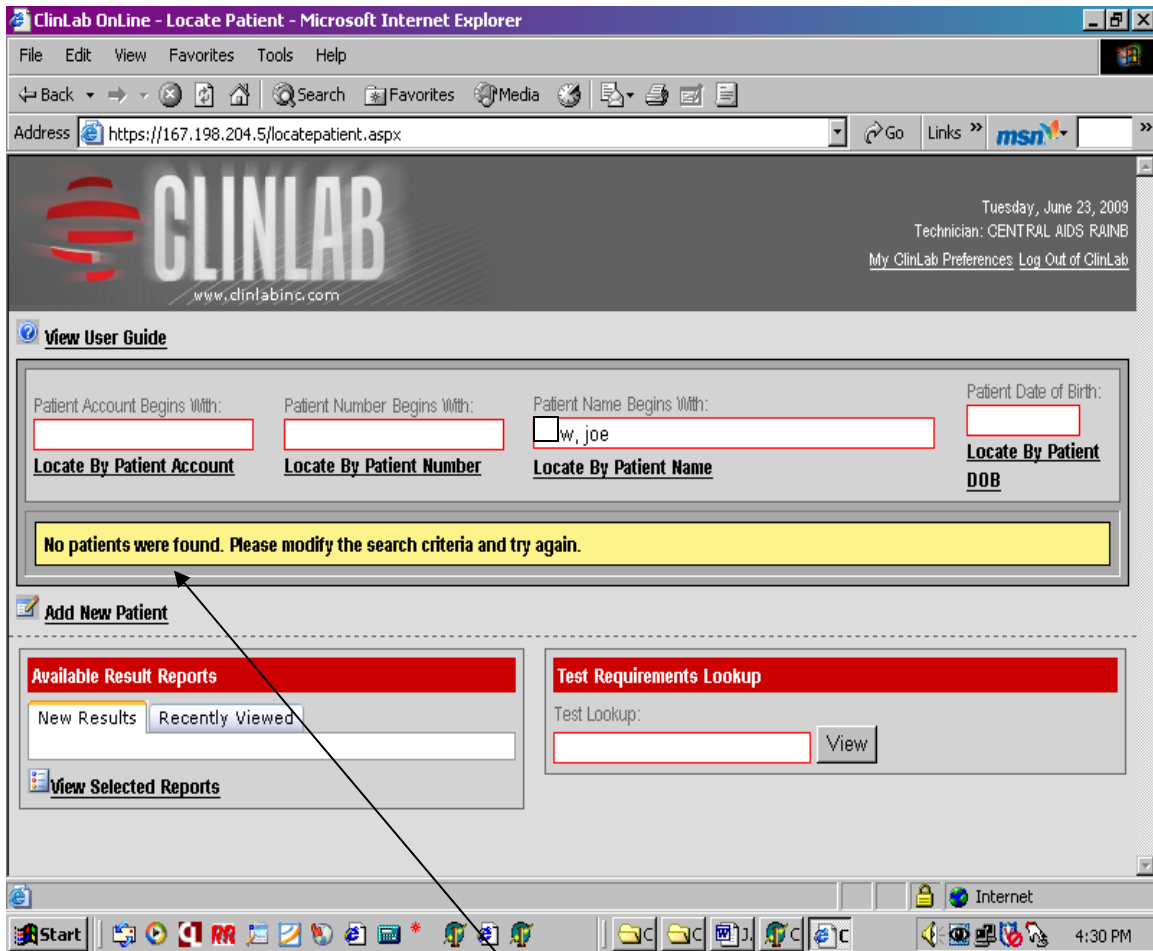 ClinLab OnLine - Locate Patient - Microsoft Internet Explorer
File Edit View Favorites Tools Help
Back Search Favorites Media
Address https://167.198.204.5/locatepatient.aspx Go Links » msn »
CLINLAB
www.clinlabinc.com
Tuesday, June 23, 2009
Technician: CENTRAL AIDS RAINB
My ClinLab Preferences Log Out of ClinLab
View User Guide
Patient Account Begins With: Patient Number Begins With: Patient Name Begins With: Patient Date of Birth:
w, joe
Locate By Patient Account Locate By Patient Number Locate By Patient Name Locate By Patient
DOB
No patients were found. Please modify the search criteria and try again.
Add New Patient
Available Result Reports Test Requirements Lookup
New Results Recently Viewed Test Lookup:
View
View Selected Reports
Internet
Start C C J. C C 4:30 PM